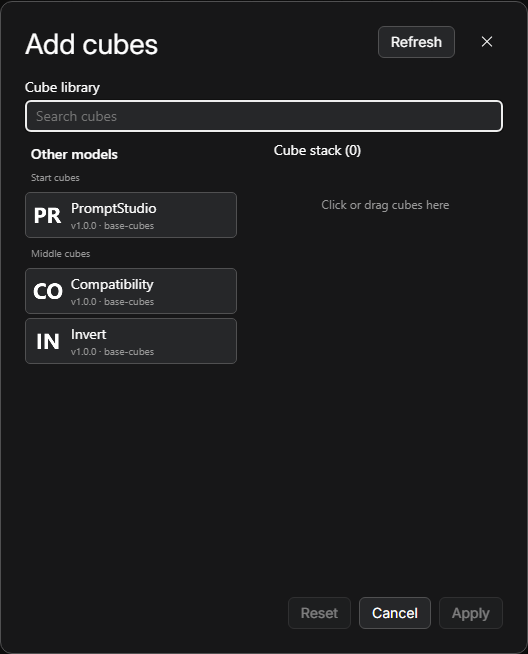 Add cubes
Refresh
Cube library
Search cubes
Other models
Start cubes
PR
PromptStudio
v1.0.0 · base-cubes
Middle cubes
CO
Compatibility
v1.0.0 · base-cubes
IN
Invert
v1.0.0 · base-cubes
Cube stack (0)
Click or drag cubes here
Reset
Cancel
Apply